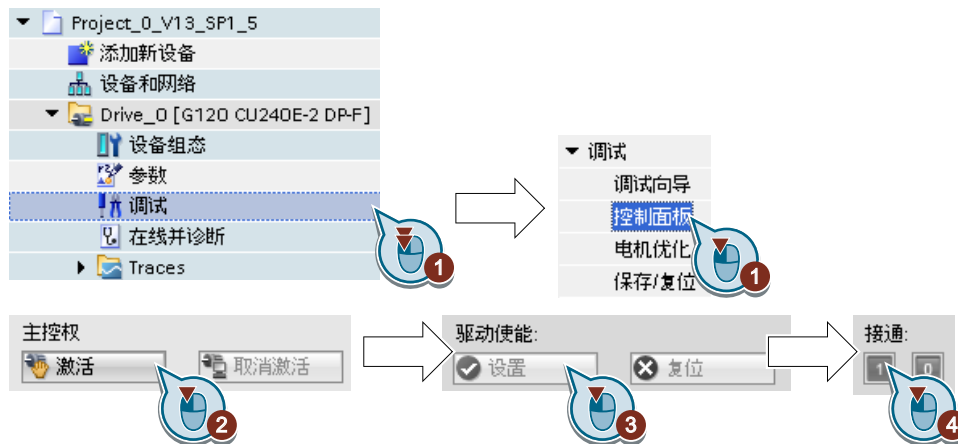 Project_0_V13_SP1_5
添加新设备
设备和网络
Drive_0 [G120 CU240E-2 DP-F]
设备组态
参数
调试
在线并诊断
Traces
1
调试
调试向导
控制面板
电机优化
保存/复位
1
主控权
激活
取消激活
2
驱动使能:
设置
复位
3
接通:
1
0
4